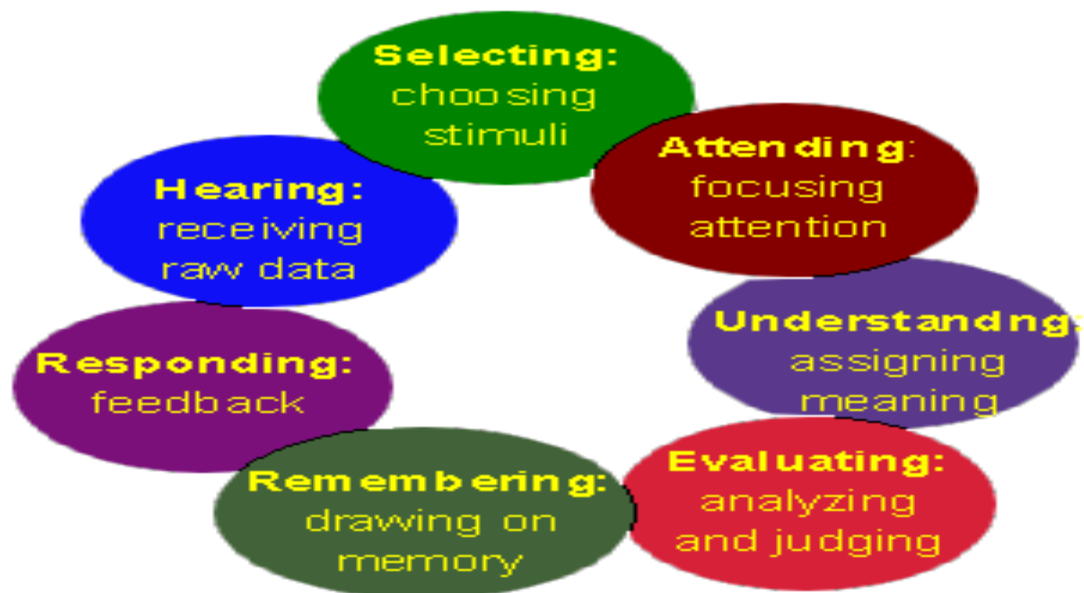 Selecting:
choosing
stimuli
Attending:
focusing
attention
Understandng:
assigning
meaning
Evaluating:
analyzing
and judging
Remembering:
drawing on
memory
Responding:
feedback
Hearing:
receiving
raw data